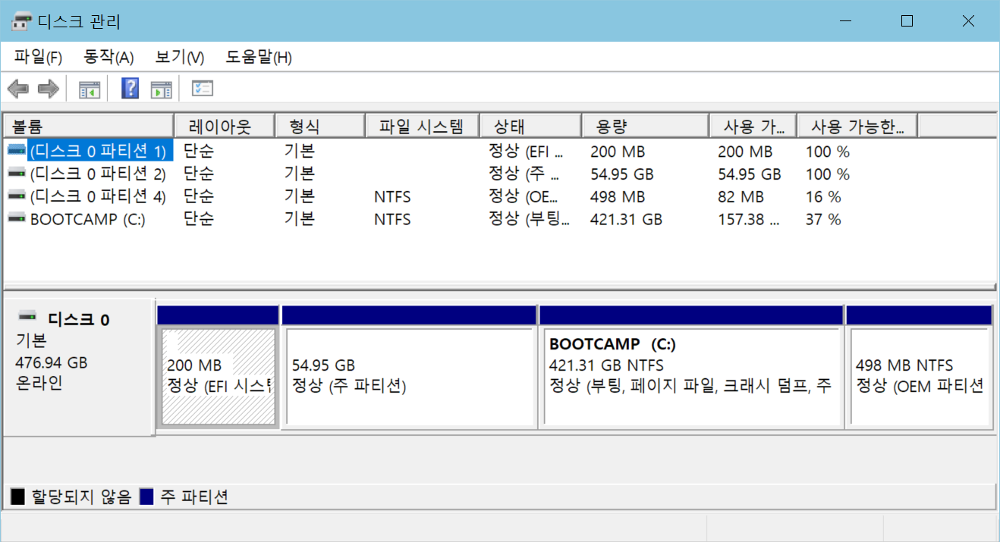 디스크 관리
파일(F) 동작(A) 보기(V) 도움말(H)
볼륨 레이아웃 형식 파일 시스템 상태 용량 사용 가... 사용 가능한...
(디스크 0 파티션 1) 단순 기본 정상 (EFI ... 200 MB 200 MB 100 %
(디스크 0 파티션 2) 단순 기본 정상 (주 ... 54.95 GB 54.95 GB 100 %
(디스크 0 파티션 4) 단순 기본 NTFS 정상 (OE... 498 MB 82 MB 16 %
BOOTCAMP (C:) 단순 기본 NTFS 정상 (부팅... 421.31 GB 157.38 ... 37 %
디스크 0
기본
476.94 GB
온라인
200 MB
정상 (EFI 시스템
54.95 GB
정상 (주 파티션)
BOOTCAMP (C:)
421.31 GB NTFS
정상 (부팅, 페이지 파일, 크래시 덤프, 주
498 MB NTFS
정상 (OEM 파티션
할당되지 않음 주 파티션